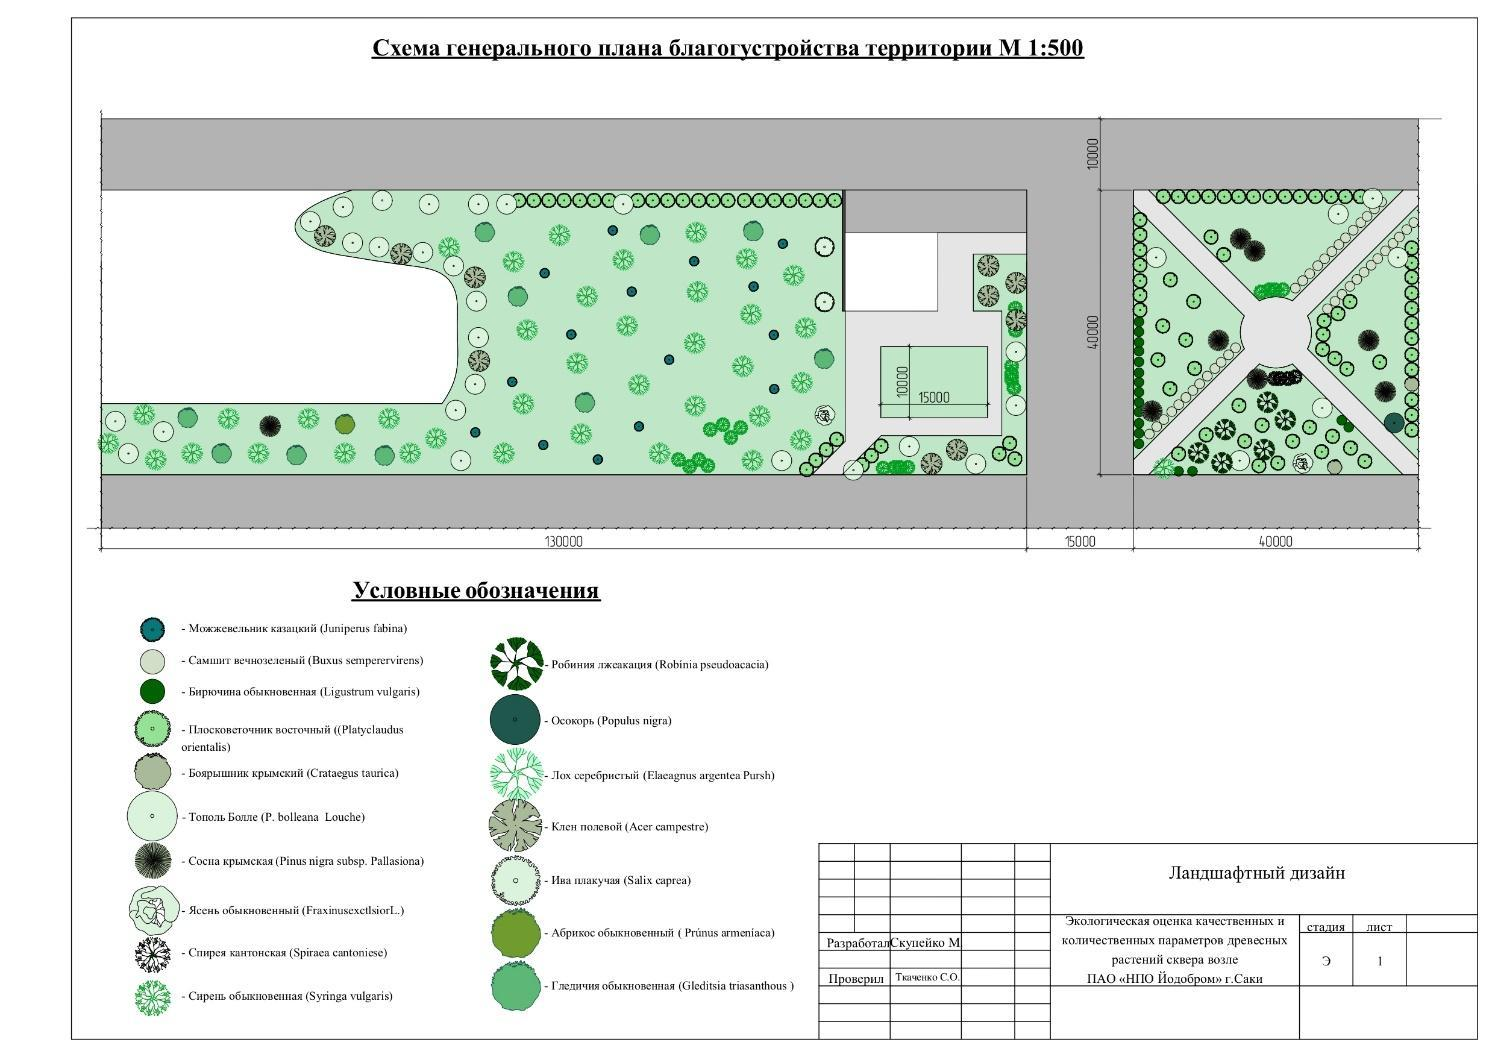 Схема генерального плана благогустройства территории М 1:500
10000
40000
10000
15000
130000
15000
40000
Условные обозначения
- Можжевельник казацкий (Juniperus fabina)
- Самшит вечнозеленый (Buxus semperervirens)
- Бирючина обыкновенная (Ligustrum vulgaris)
- Плосковеточник восточный ((Platyclaudus
orientalis)
- Боярышник крымский (Crataegus taurica)
- Тополь Болле (P. bolleana Louche)
- Сосна крымская (Pinus nigra subsp. Pallasiona)
- Ясень обыкновенный (FraxinusexctlsiorL.)
- Спирея кантонская (Spiraea cantoniese)
- Сирень обыкновенная (Syringa vulgaris)
- Робиния лжеакация (Robínia pseudoacacia)
- Осокорь (Populus nigra)
- Лох серебристый (Elaeagnus argentea Pursh)
- Клен полевой (Acer campestre)
- Ива плакучая (Salix caprea)
- Абрикос обыкновенный ( Prúnus armeníaca)
- Гледичия обыкновенная (Gleditsia triasanthous )
Ландшафтный дизайн
Экологическая оценка качественных и
количественных параметров древесных
растений сквера возле
ПАО «НПО Йодобром» г.Саки
стадия лист
Э 1
Разработал Скупейко М
Проверил Ткаченко С.О.